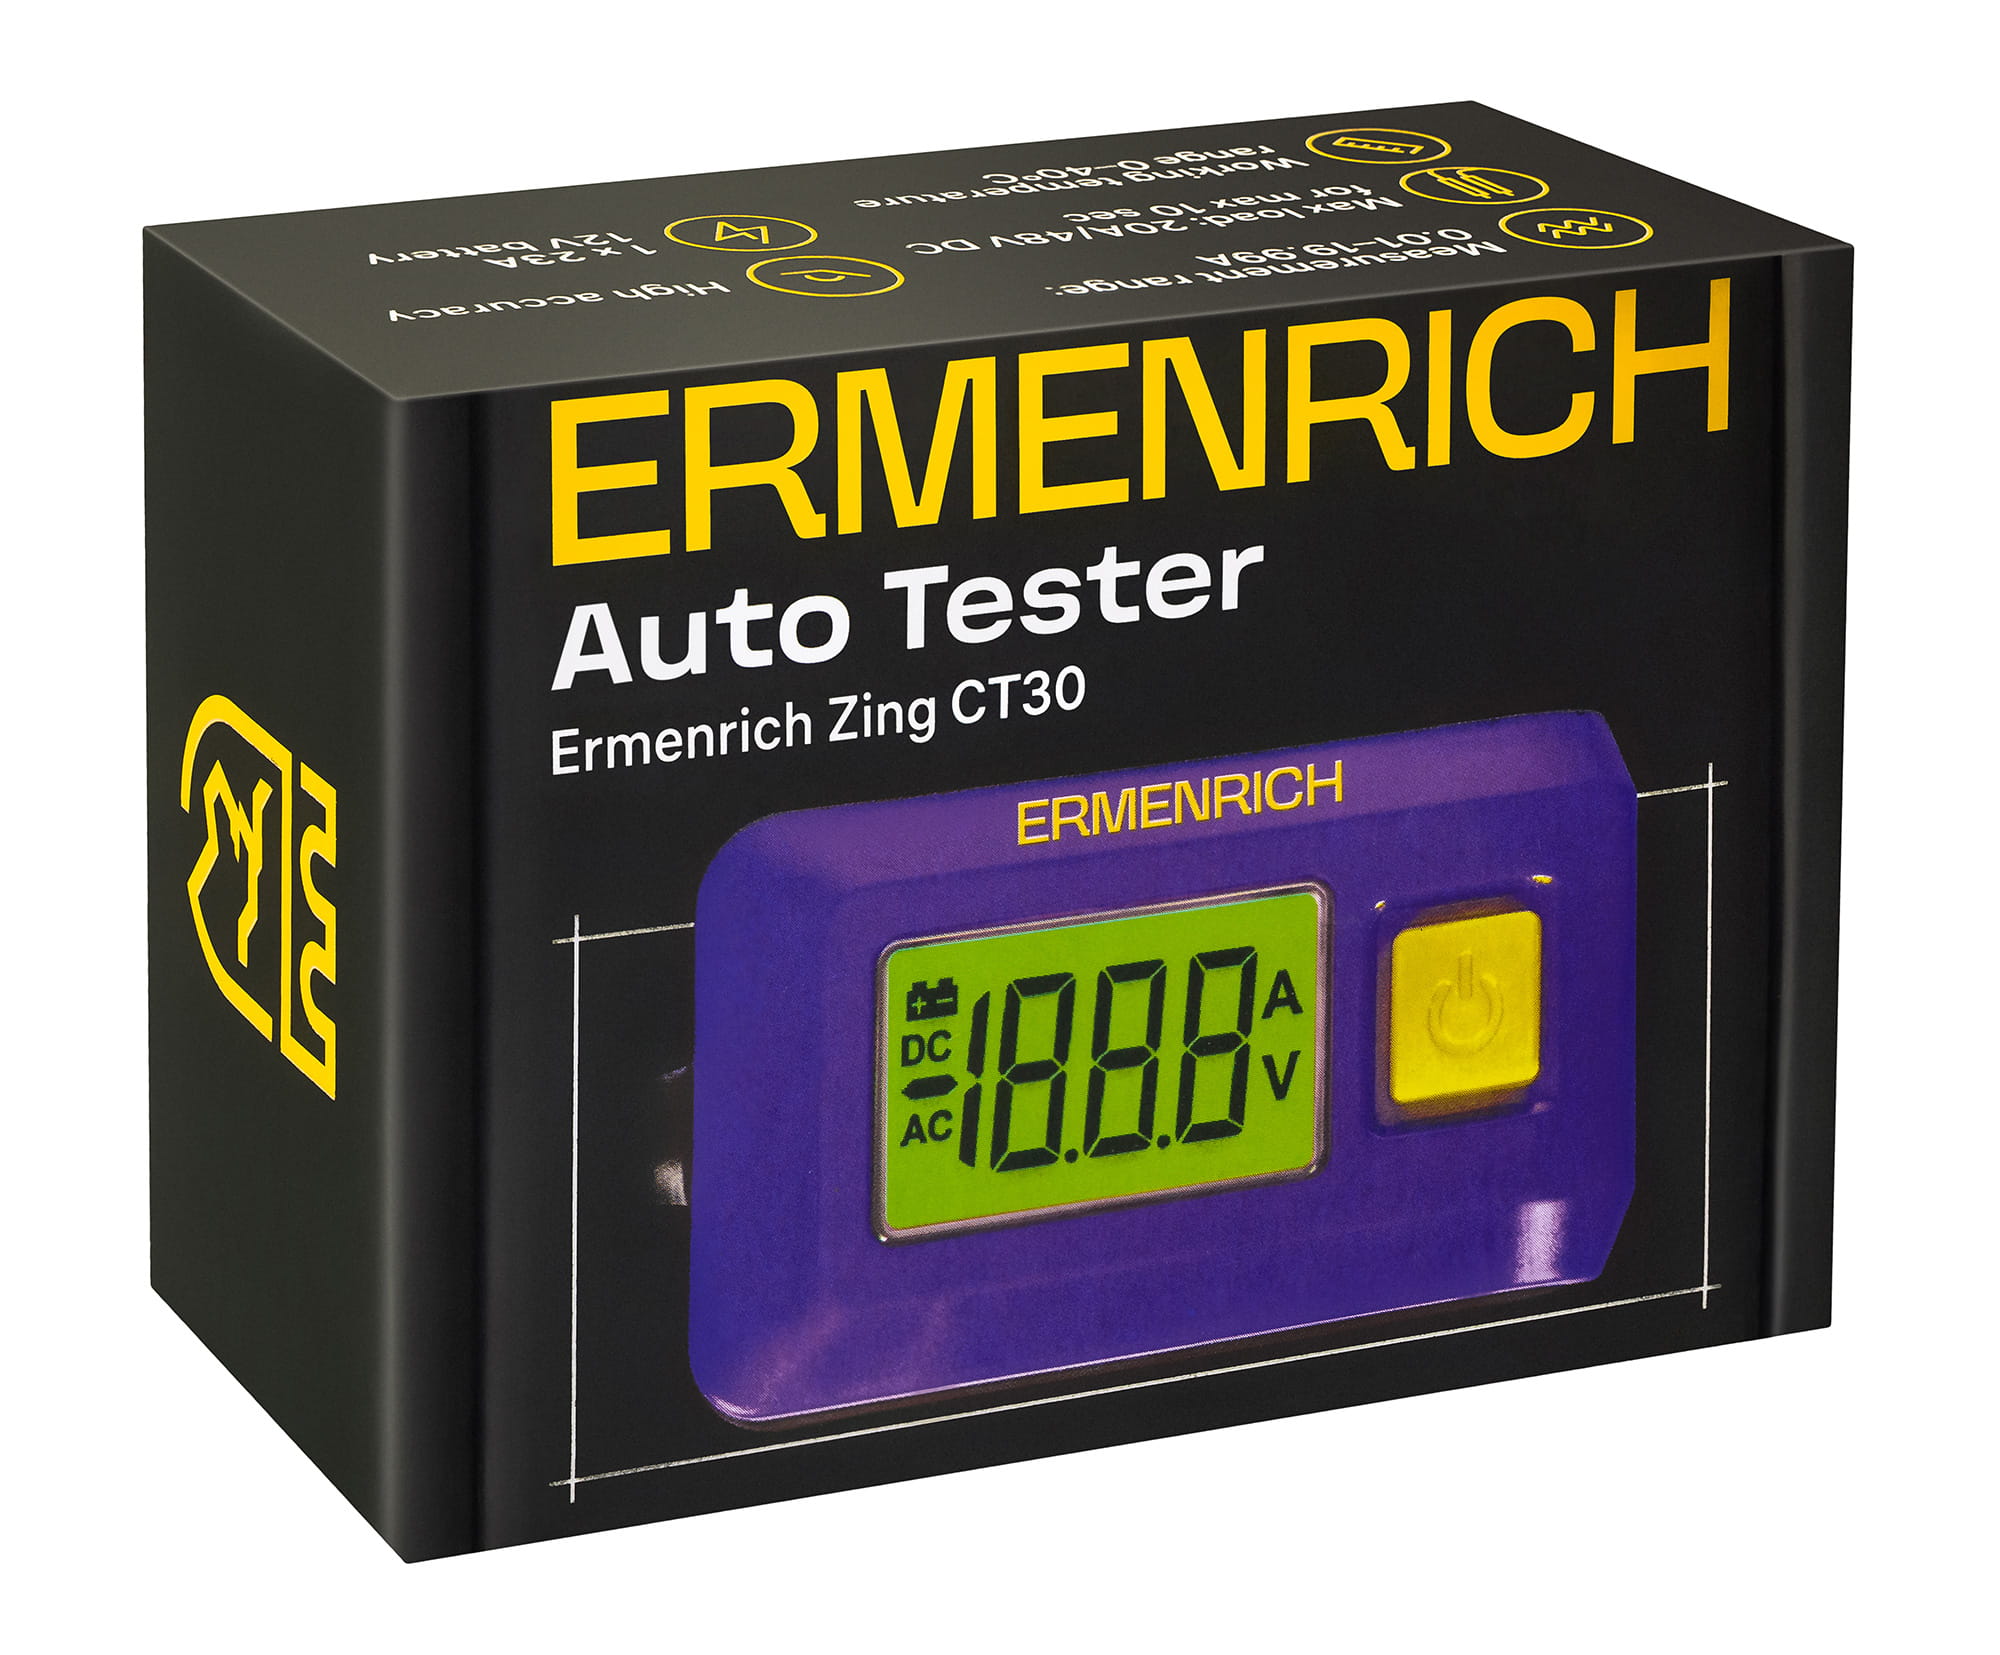 Measurement range:
0.01–19.99A
Max load: 20A/48V DC
for max 10 sec
Working temperature
range 0–40°C
High accuracy
1 x 23A
12V battery
ERMENRICH
Auto Tester
Ermenrich Zing CT30
ERMENRICH
DC
AC
188.8.8
A
V